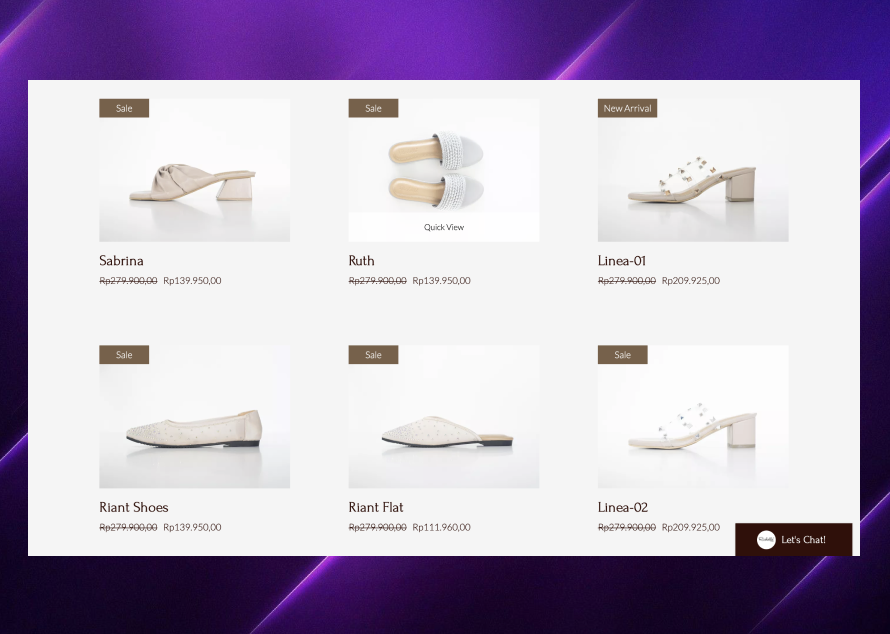 Sale
Sale
New Arrival
Quick View
Sabrina
Ruth
Linea-01
Rp279.900,00 Rp139.950,00
Rp279.900,00 Rp139.950,00
Rp279.900,00 Rp209.925,00
Sale
Sale
Sale
Riant Shoes
Riant Flat
Linea-02
Rp279.900,00 Rp139.950,00
Rp279.900,00 Rp111.960,00
Rp279.900,00 Rp209.925,00
Let's Chat!